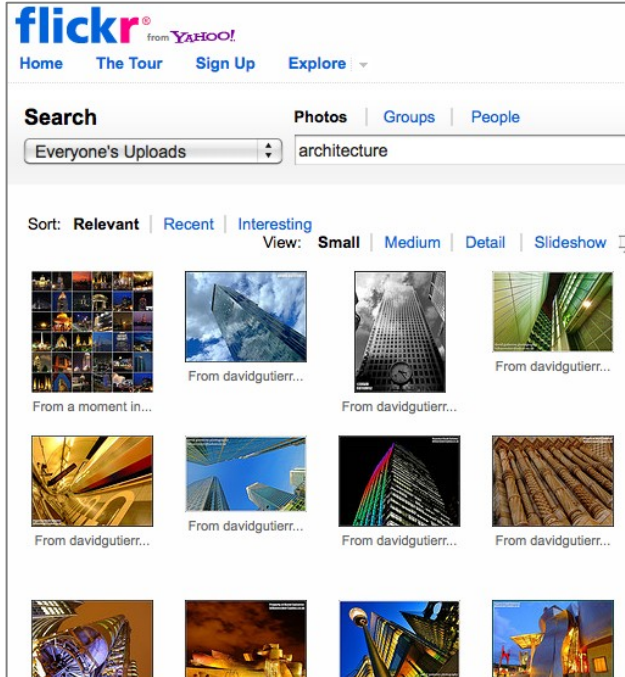 flickr® from YAHOO!
Home The Tour Sign Up Explore
Search Photos | Groups | People
Everyone's Uploads architecture
Sort: Relevant | Recent | Interesting
View: Small | Medium | Detail | Slideshow
From davidgutierr...
From davidgutierr...
From a moment in...
From davidgutierr...
From davidgutierr...
From davidgutierr...
From davidgutierr...
From davidgutierr...